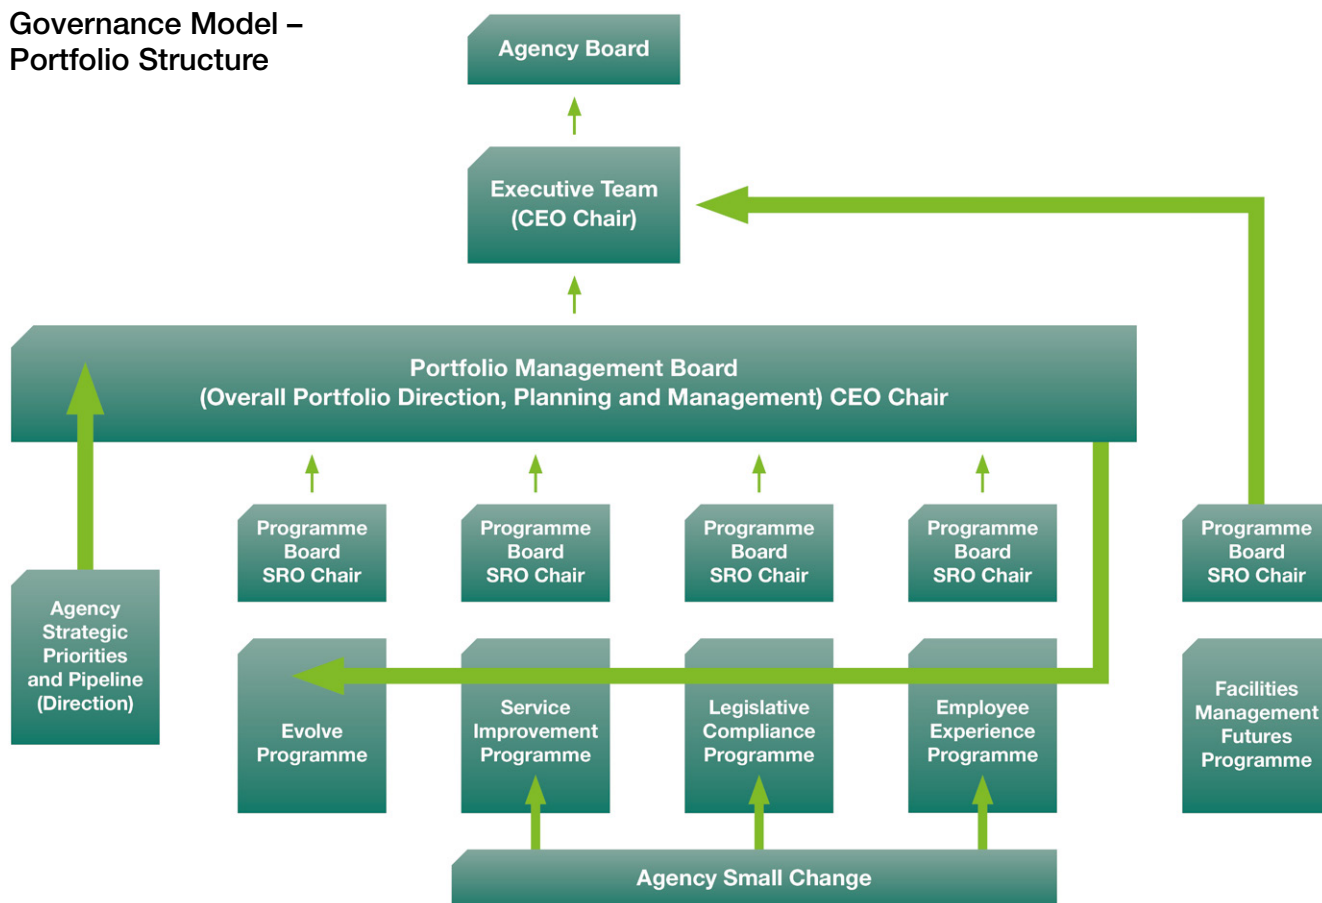 Governance Model –
Portfolio Structure
Agency Board
Executive Team
(CEO Chair)
Portfolio Management Board
(Overall Portfolio Direction, Planning and Management) CEO Chair
Programme
Board
SRO Chair
Programme
Board
SRO Chair
Programme
Board
SRO Chair
Programme
Board
SRO Chair
Programme
Board
SRO Chair
Agency
Strategic
Priorities
and Pipeline
(Direction)
Evolve
Programme
Service
Improvement
Programme
Legislative
Compliance
Programme
Employee
Experience
Programme
Facilities
Management
Futures
Programme
Agency Small Change